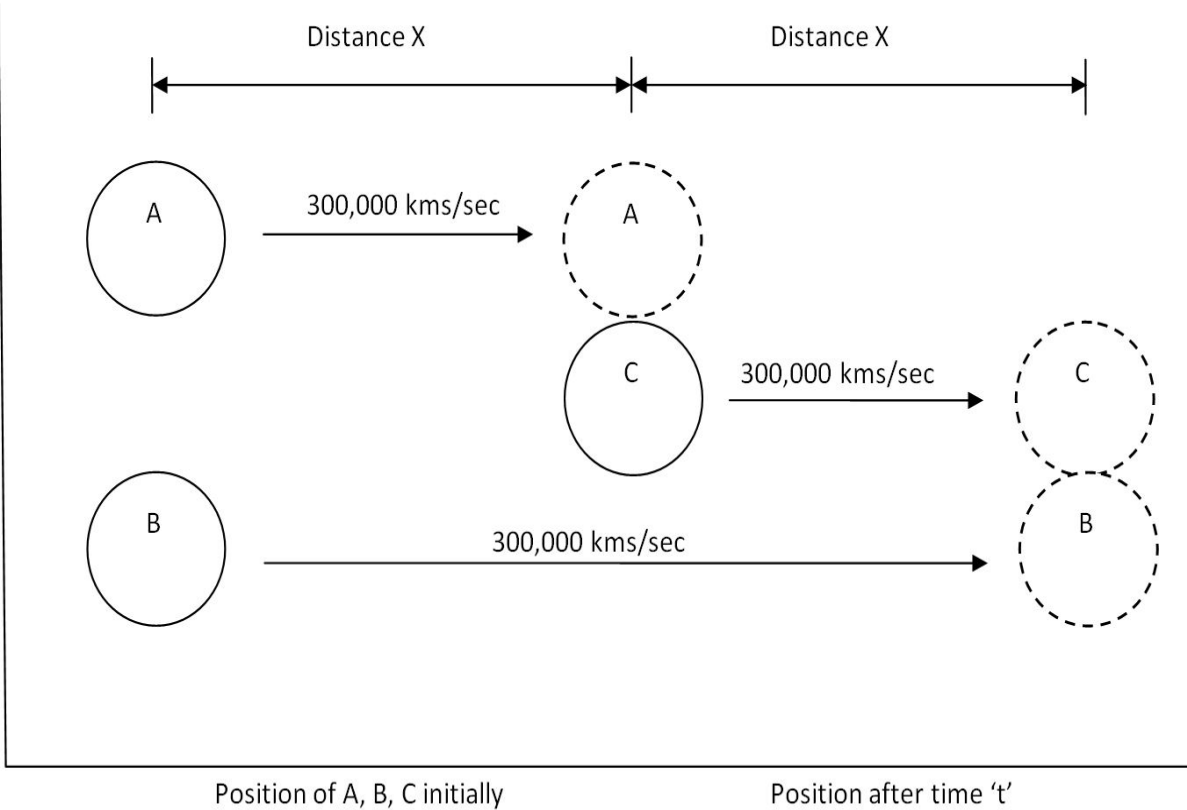 Distance X
Distance X
A
300,000 kms/sec
A
C
300,000 kms/sec
C
B
300,000 kms/sec
B
Position of A, B, C initially
Position after time ‘t’